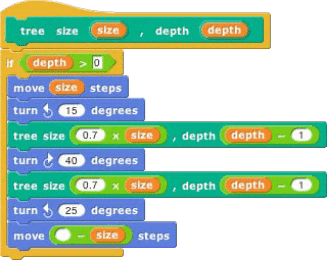 tree size size , depth depth
if depth > 0
move size steps
turn 15 degrees
tree size 0.7 × size , depth depth - 1
turn 40 degrees
tree size 0.7 × size , depth depth - 1
turn 25 degrees
move - size steps